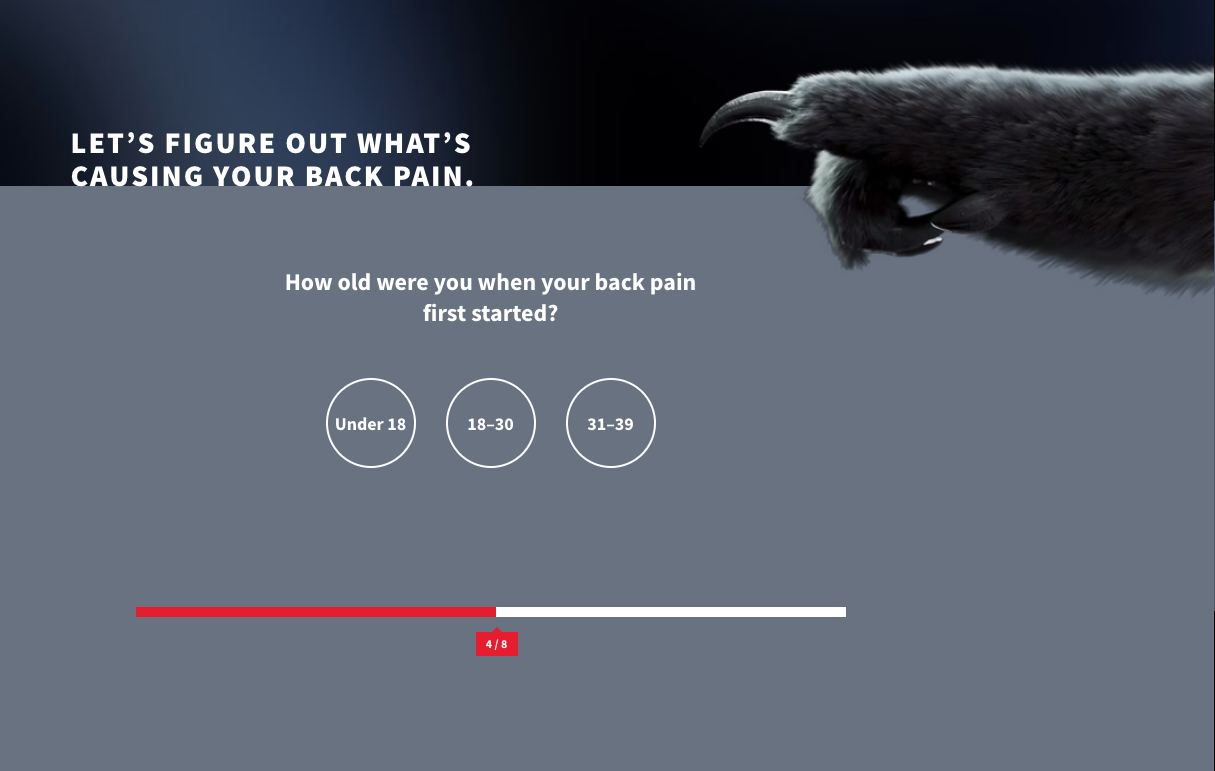 LET’S FIGURE OUT WHAT’S
CAUSING YOUR BACK PAIN.
How old were you when your back pain
first started?
Under 18
18–30
31–39
4 / 8